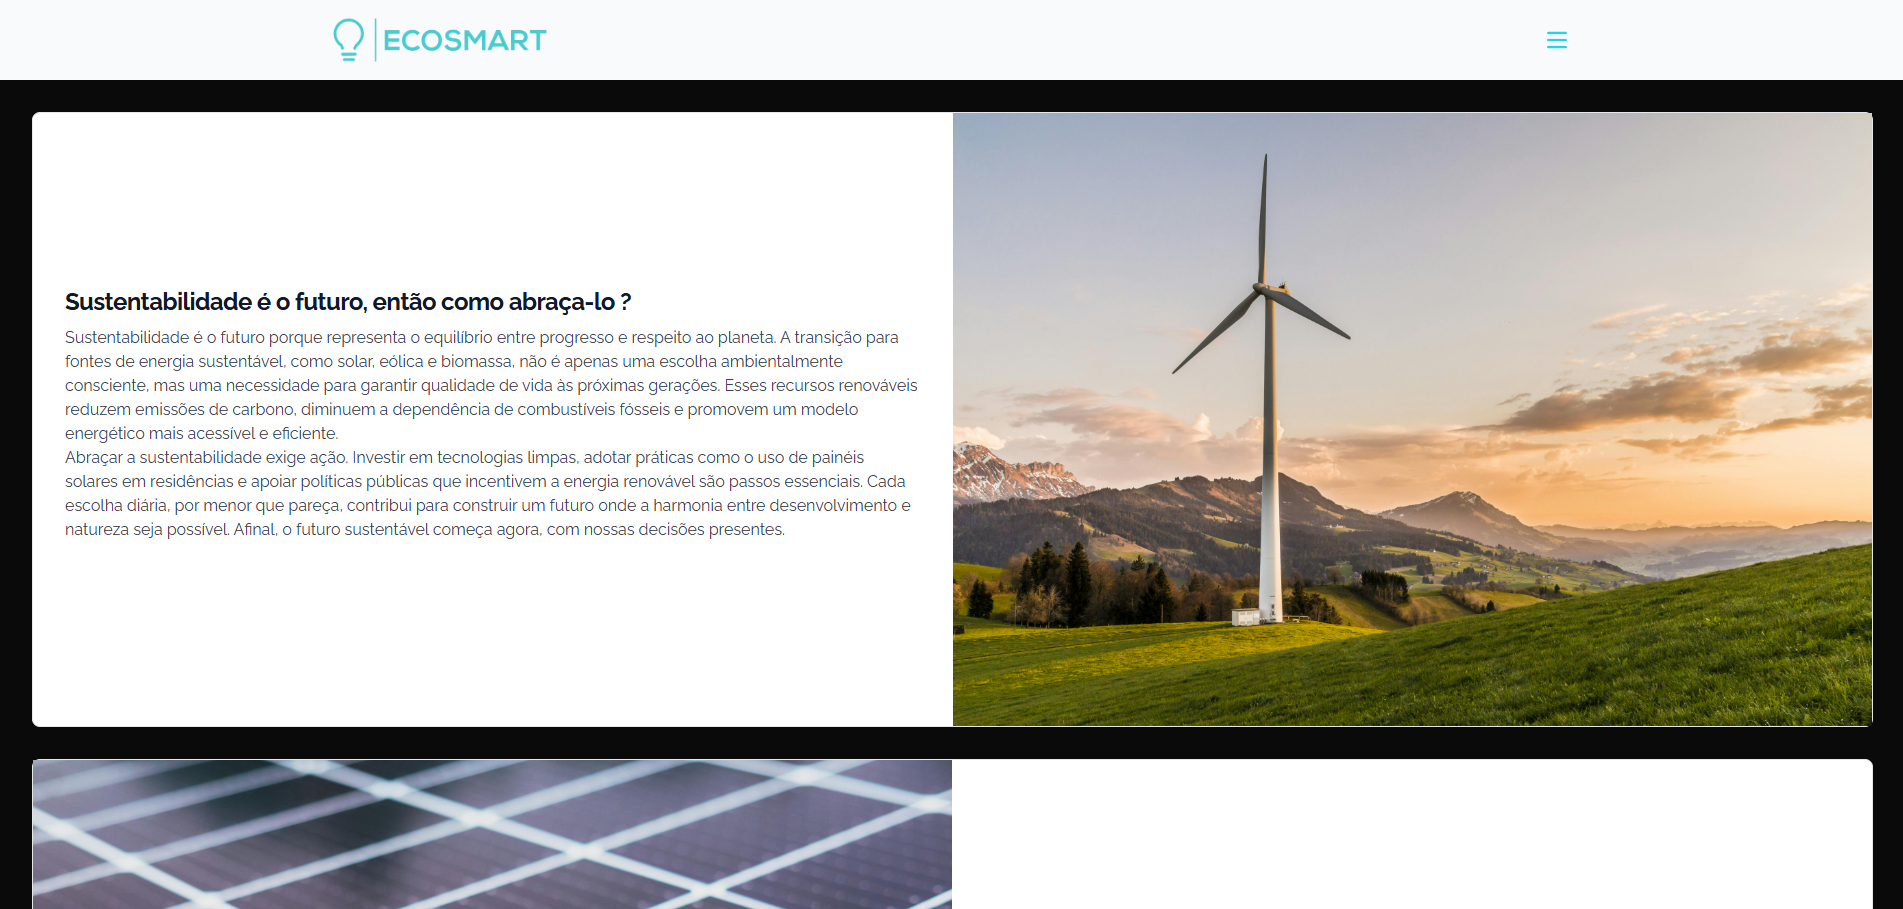 ECOSMART
Sustentabilidade é o futuro, então como abraça-lo ?
Sustentabilidade é o futuro porque representa o equilíbrio entre progresso e respeito ao planeta. A transição para
fontes de energia sustentável, como solar, eólica e biomassa, não é apenas uma escolha ambientalmente
consciente, mas uma necessidade para garantir qualidade de vida às próximas gerações. Esses recursos renováveis
reduzem emissões de carbono, diminuem a dependência de combustíveis fósseis e promovem um modelo
energético mais acessível e eficiente.
Abraçar a sustentabilidade exige ação. Investir em tecnologias limpas, adotar práticas como o uso de painéis
solares em residências e apoiar políticas públicas que incentivem a energia renovável são passos essenciais. Cada
escolha diária, por menor que pareça, contribui para construir um futuro onde a harmonia entre desenvolvimento e
natureza seja possível. Afinal, o futuro sustentável começa agora, com nossas decisões presentes.